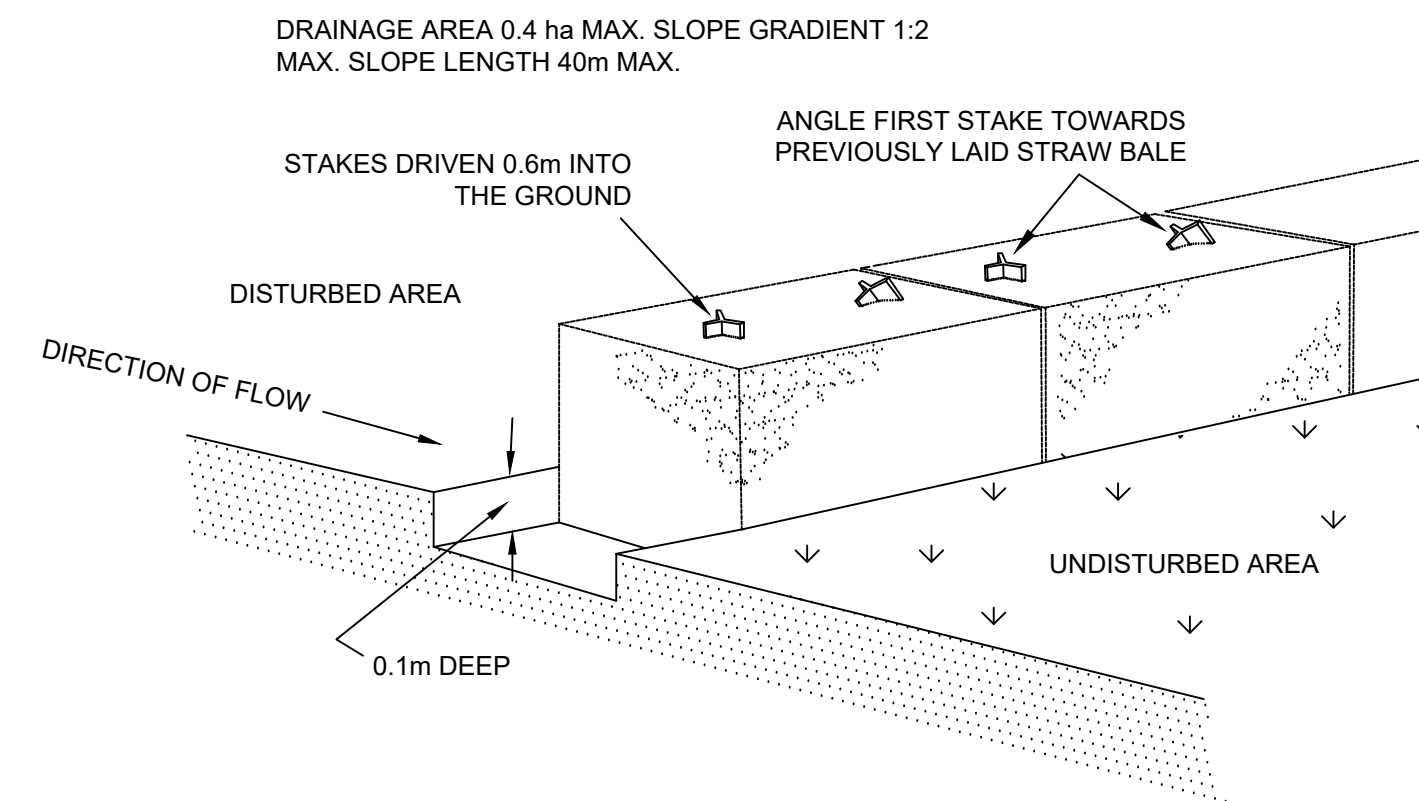 DRAINAGE AREA 0.4 ha MAX. SLOPE GRADIENT 1:2
MAX. SLOPE LENGTH 40m MAX.
ANGLE FIRST STAKE TOWARDS
PREVIOUSLY LAID STRAW BALE
STAKES DRIVEN 0.6m INTO
THE GROUND
DISTURBED AREA
DIRECTION OF FLOW
UNDISTURBED AREA
0.1m DEEP